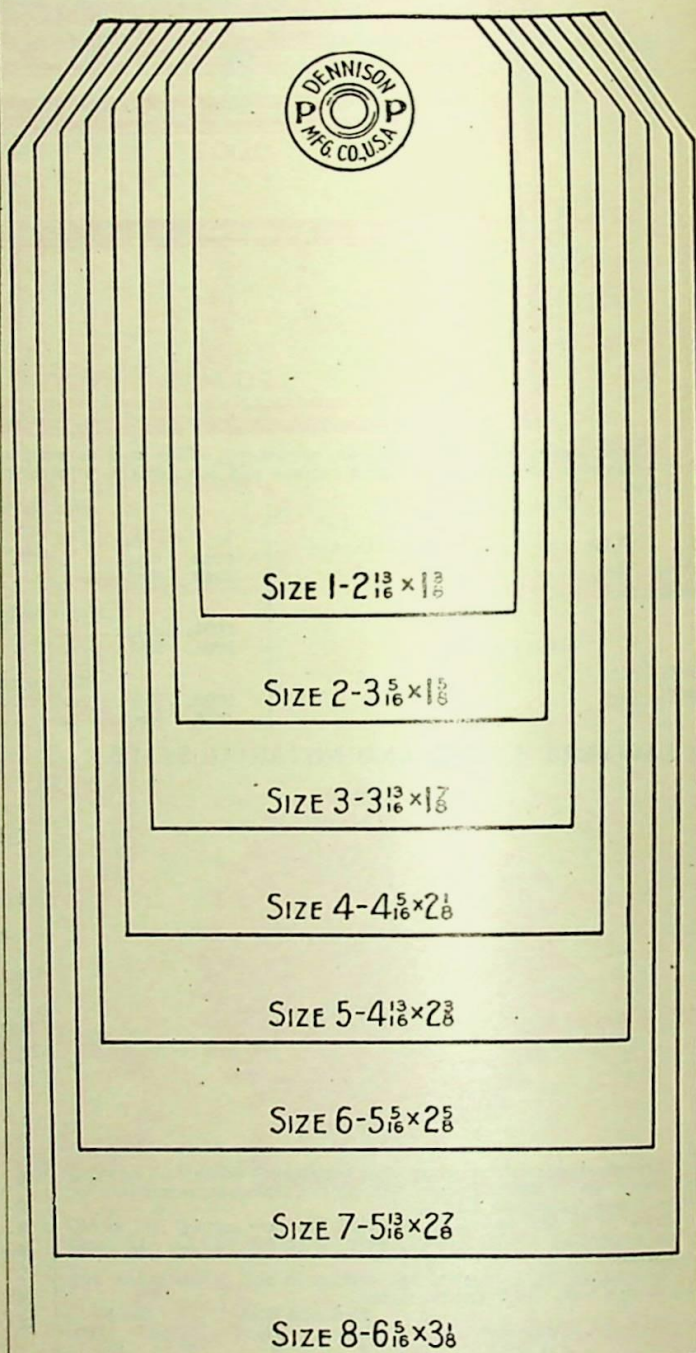 DENNISON
P P
MFG. CO., U.S.A
SIZE 1-2 13/16 × 1 3/8
SIZE 2-3 5/16 × 1 5/8
SIZE 3-3 13/16 × 1 7/8
SIZE 4-4 5/16 × 2 1/8
SIZE 5-4 13/16 × 2 3/8
SIZE 6-5 5/16 × 2 5/8
SIZE 7-5 13/16 × 2 7/8
SIZE 8-6 5/16 × 3 1/8